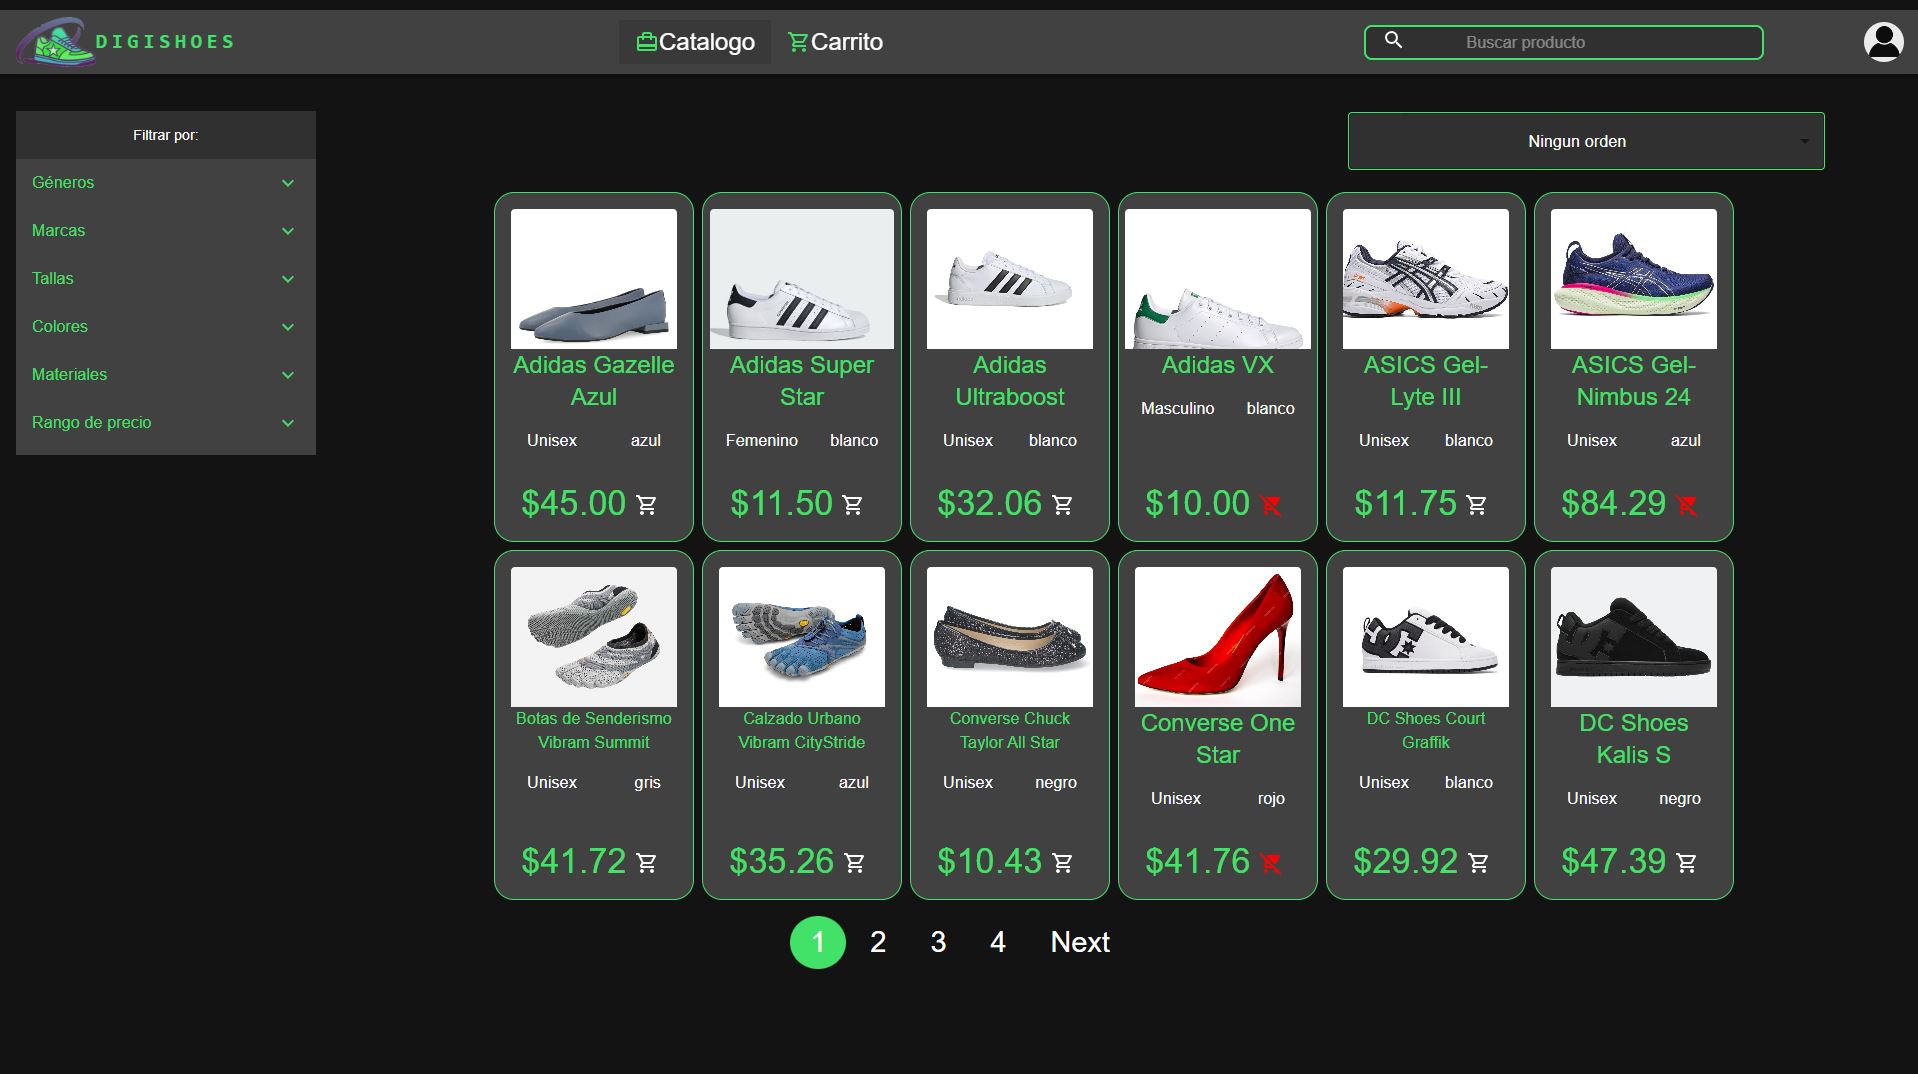 DIGISHOES
Catalogo
Carrito
Buscar producto
Filtrar por:
Géneros
Marcas
Tallas
Colores
Materiales
Rango de precio
Ningun orden
Adidas Gazelle
Azul
Unisex azul
$45.00
Adidas Super
Star
Femenino blanco
$11.50
Adidas
Ultraboost
Unisex blanco
$32.06
Adidas VX
Masculino blanco
$10.00
ASICS Gel-
Lyte III
Unisex blanco
$11.75
ASICS Gel-
Nimbus 24
Unisex azul
$84.29
Botas de Senderismo
Vibram Summit
Unisex gris
$41.72
Calzado Urbano
Vibram CityStride
Unisex azul
$35.26
Converse Chuck
Taylor All Star
Unisex negro
$10.43
Converse One
Star
Unisex rojo
$41.76
DC Shoes Court
Graffik
Unisex blanco
$29.92
DC Shoes
Kalis S
Unisex negro
$47.39
1 2 3 4 Next